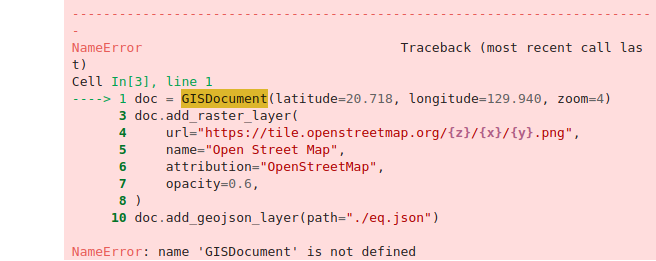 ---------------------------------------------------------------------------
NameError                                 Traceback (most recent call las
t)
Cell In[3], line 1
----> 1 doc = GISDocument(latitude=20.718, longitude=129.940, zoom=4)
      3 doc.add_raster_layer(
      4     url="https://tile.openstreetmap.org/{z}/{x}/{y}.png",
      5     name="Open Street Map",
      6     attribution="OpenStreetMap",
      7     opacity=0.6,
      8 )
     10 doc.add_geojson_layer(path="./eq.json")
NameError: name 'GISDocument' is not defined